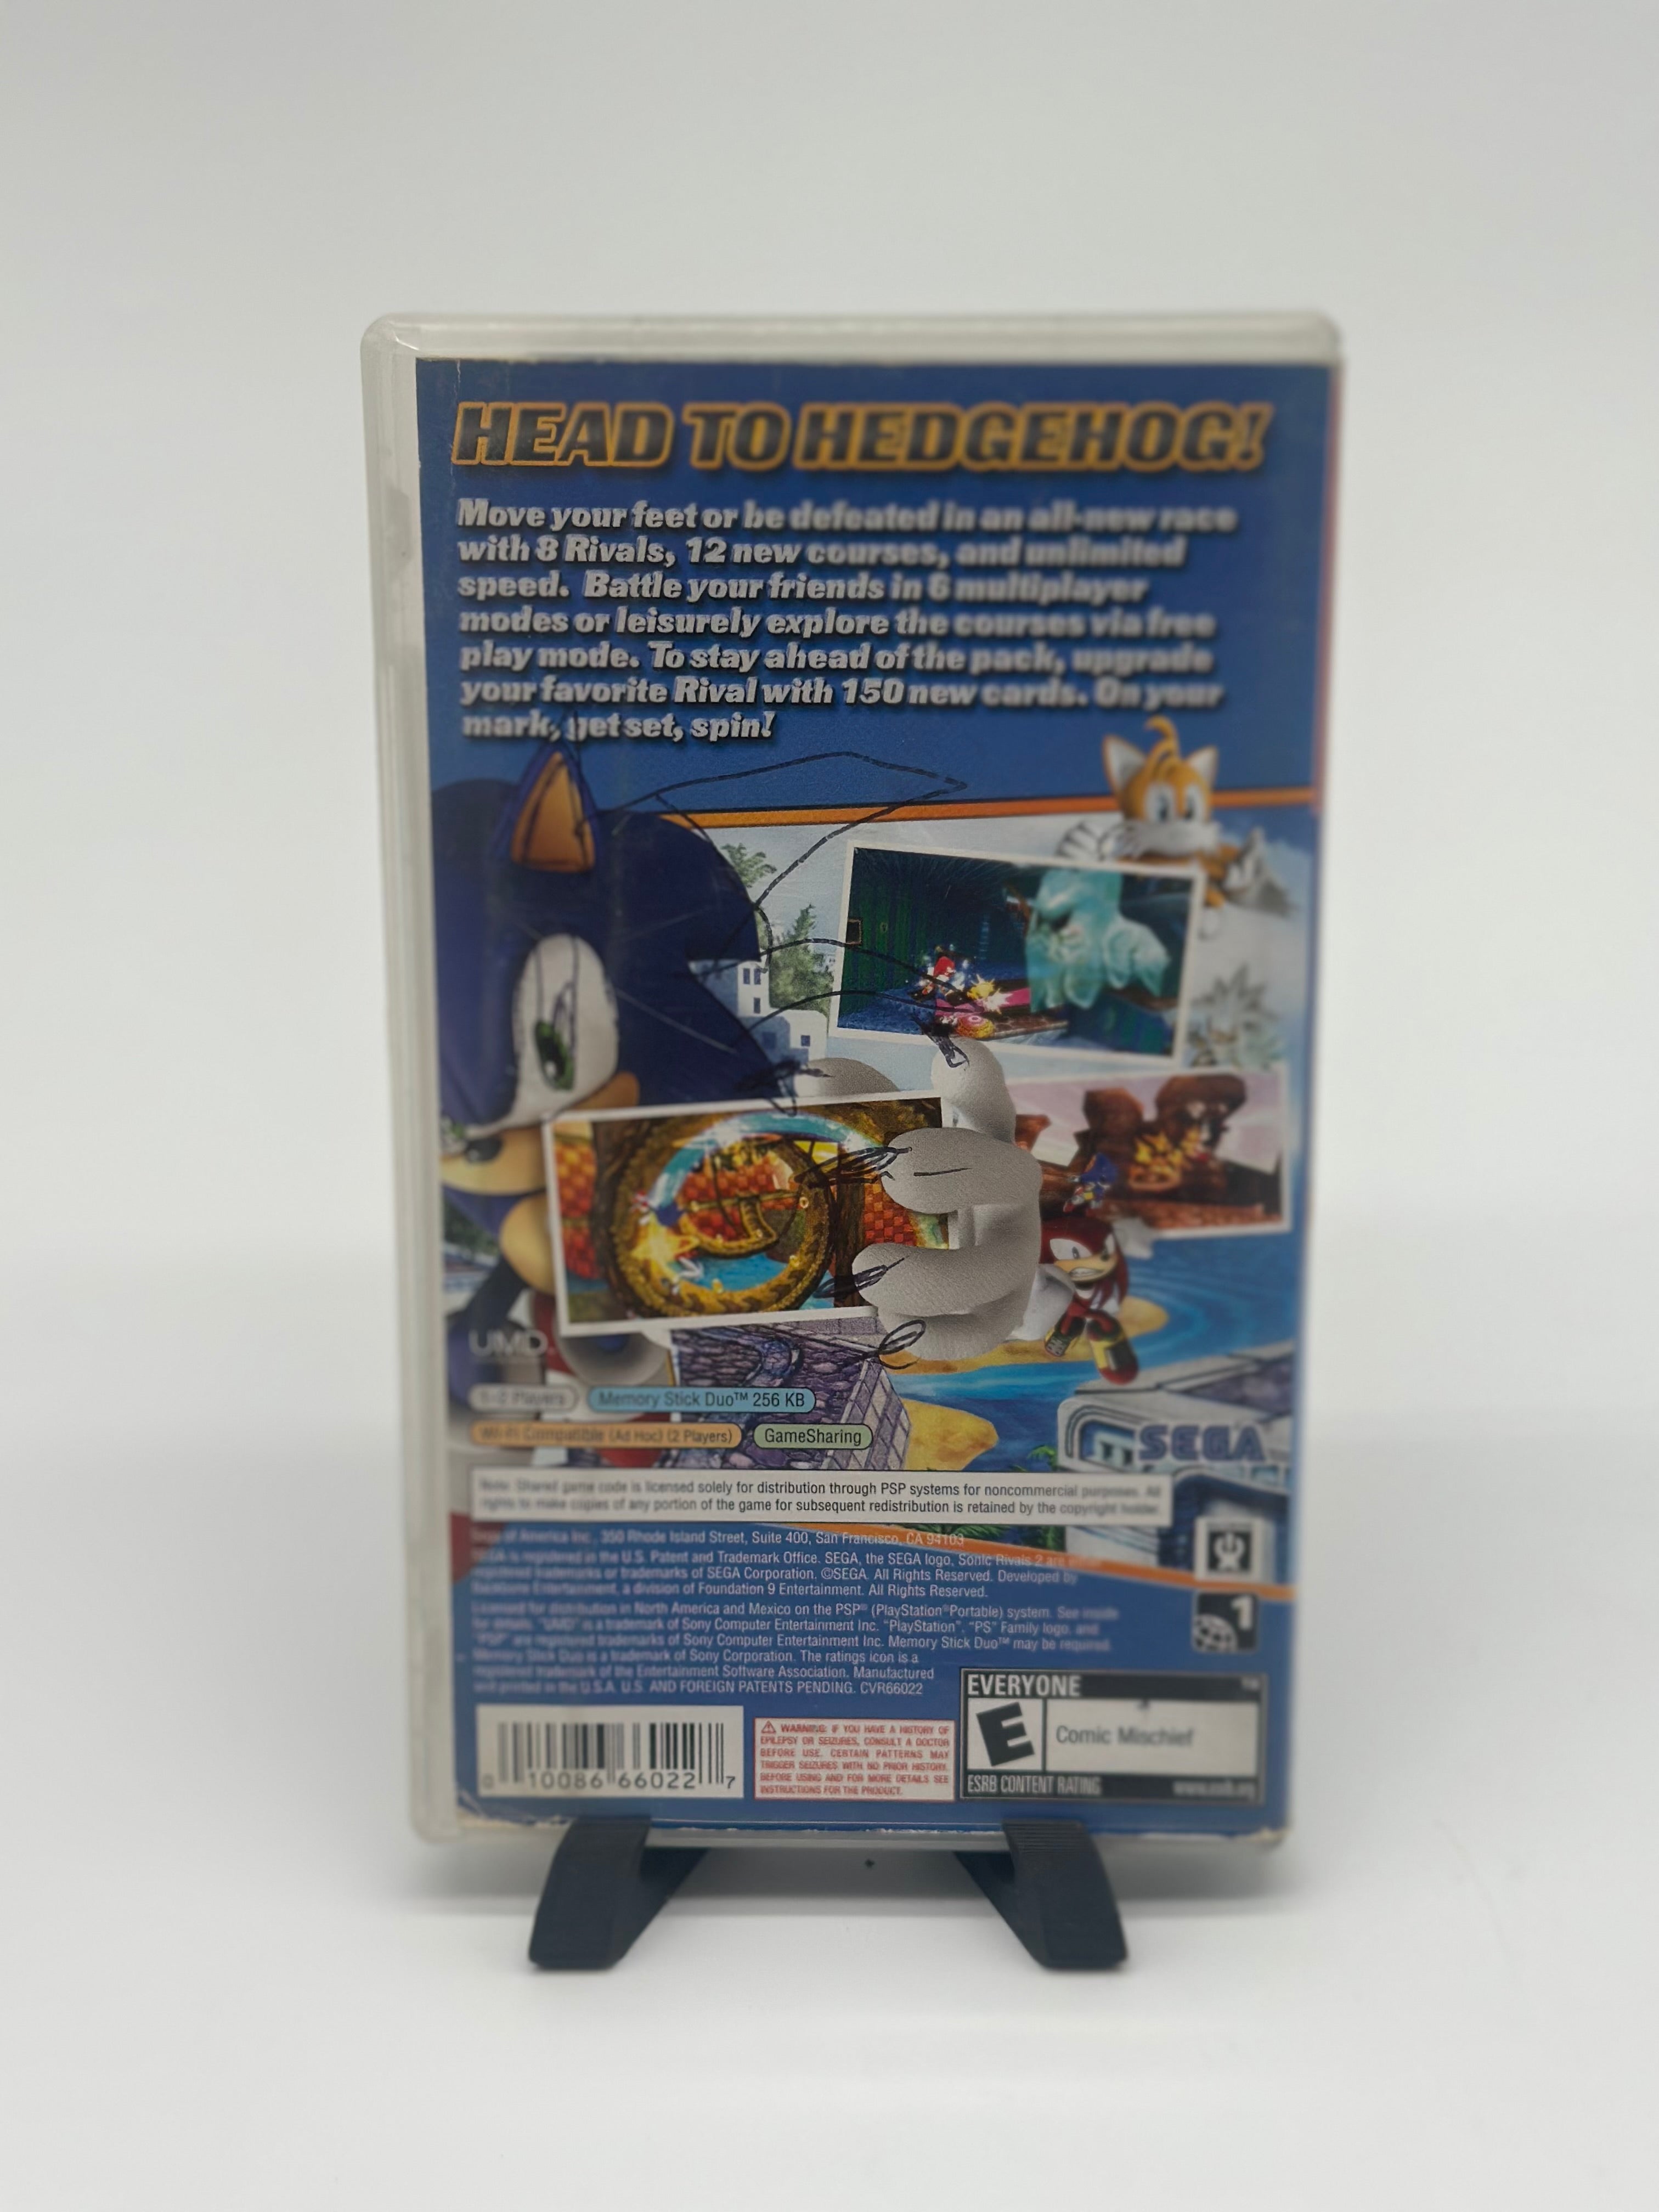 HEAD TO HEDGEHOG!
Move your feet or be defeated in an all-new race
with 8 Rivals, 12 new courses, and unlimited
speed. Battle your friends in 6 multiplayer
modes or leisurely explore the courses via free
play mode. To stay ahead of the pack, upgrade
your favorite Rival with 150 new cards. On your
mark, get set, spin!
UMD
1-2 Players
Memory Stick Duo™ 256 KB
Wi-Fi Compatible (Ad Hoc) (2 Players)
GameSharing
SEGA
Note: Shared game code is licensed solely for distribution through PSP systems for noncommercial purposes. All
rights to make copies of any portion of the game for subsequent redistribution is retained by the copyright holder.
Sega of America Inc., 350 Rhode Island Street, Suite 400, San Francisco, CA 94103
SEGA is registered in the U.S. Patent and Trademark Office. SEGA, the SEGA logo, Sonic Rivals 2 are either
registered trademarks or trademarks of SEGA Corporation. ©SEGA. All Rights Reserved. Developed by
Backbone Entertainment, a division of Foundation 9 Entertainment. All Rights Reserved.
Licensed for distribution in North America and Mexico on the PSP® (PlayStation®Portable) system. See inside
for details. "UMD" is a trademark of Sony Computer Entertainment Inc. "PlayStation", "PS" Family logo, and
"PSP" are registered trademarks of Sony Computer Entertainment Inc. Memory Stick Duo™ may be required.
Memory Stick Duo is a trademark of Sony Corporation. The ratings icon is a
registered trademark of the Entertainment Software Association. Manufactured
and printed in the U.S.A. U.S. AND FOREIGN PATENTS PENDING. CVR66022
1
0 10086 66022 7
WARNING: IF YOU HAVE A HISTORY OF
EPILEPSY OR SEIZURES, CONSULT A DOCTOR
BEFORE USE. CERTAIN PATTERNS MAY
TRIGGER SEIZURES WITH NO PRIOR HISTORY.
BEFORE USING AND FOR MORE DETAILS SEE
INSTRUCTIONS FOR THE PRODUCT.
EVERYONE ™
E
Comic Mischief
ESRB CONTENT RATING www.esrb.org